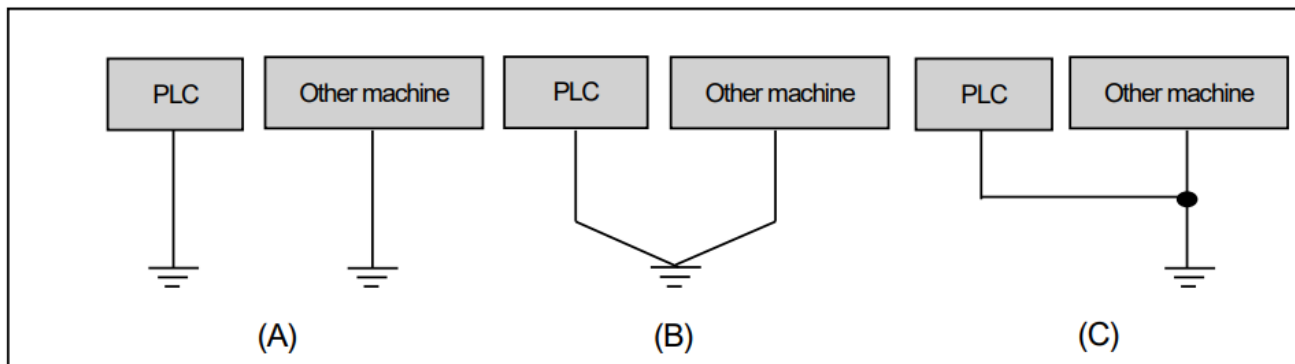 PLC Other machine PLC Other machine PLC Other machine
(A) (B) (C)